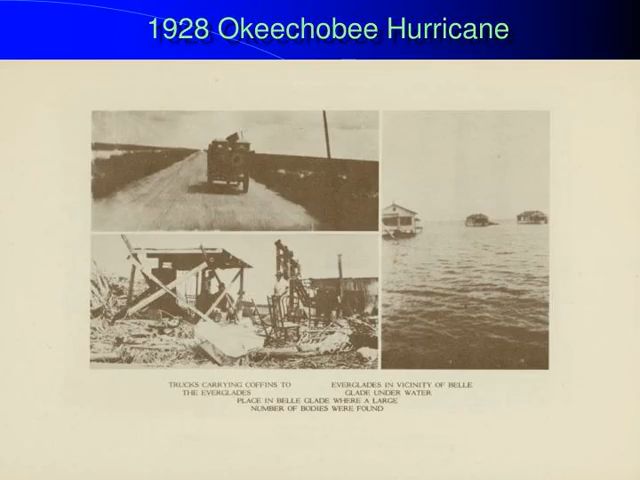 1928 Okeechobee Hurricane
TRUCKS CARRYING COFFINS TO
THE EVERGLADES
EVERGLADES IN VICINITY OF BELLE
GLADE UNDER WATER
PLACE IN BELLE GLADE WHERE A LARGE
NUMBER OF BODIES WERE FOUND